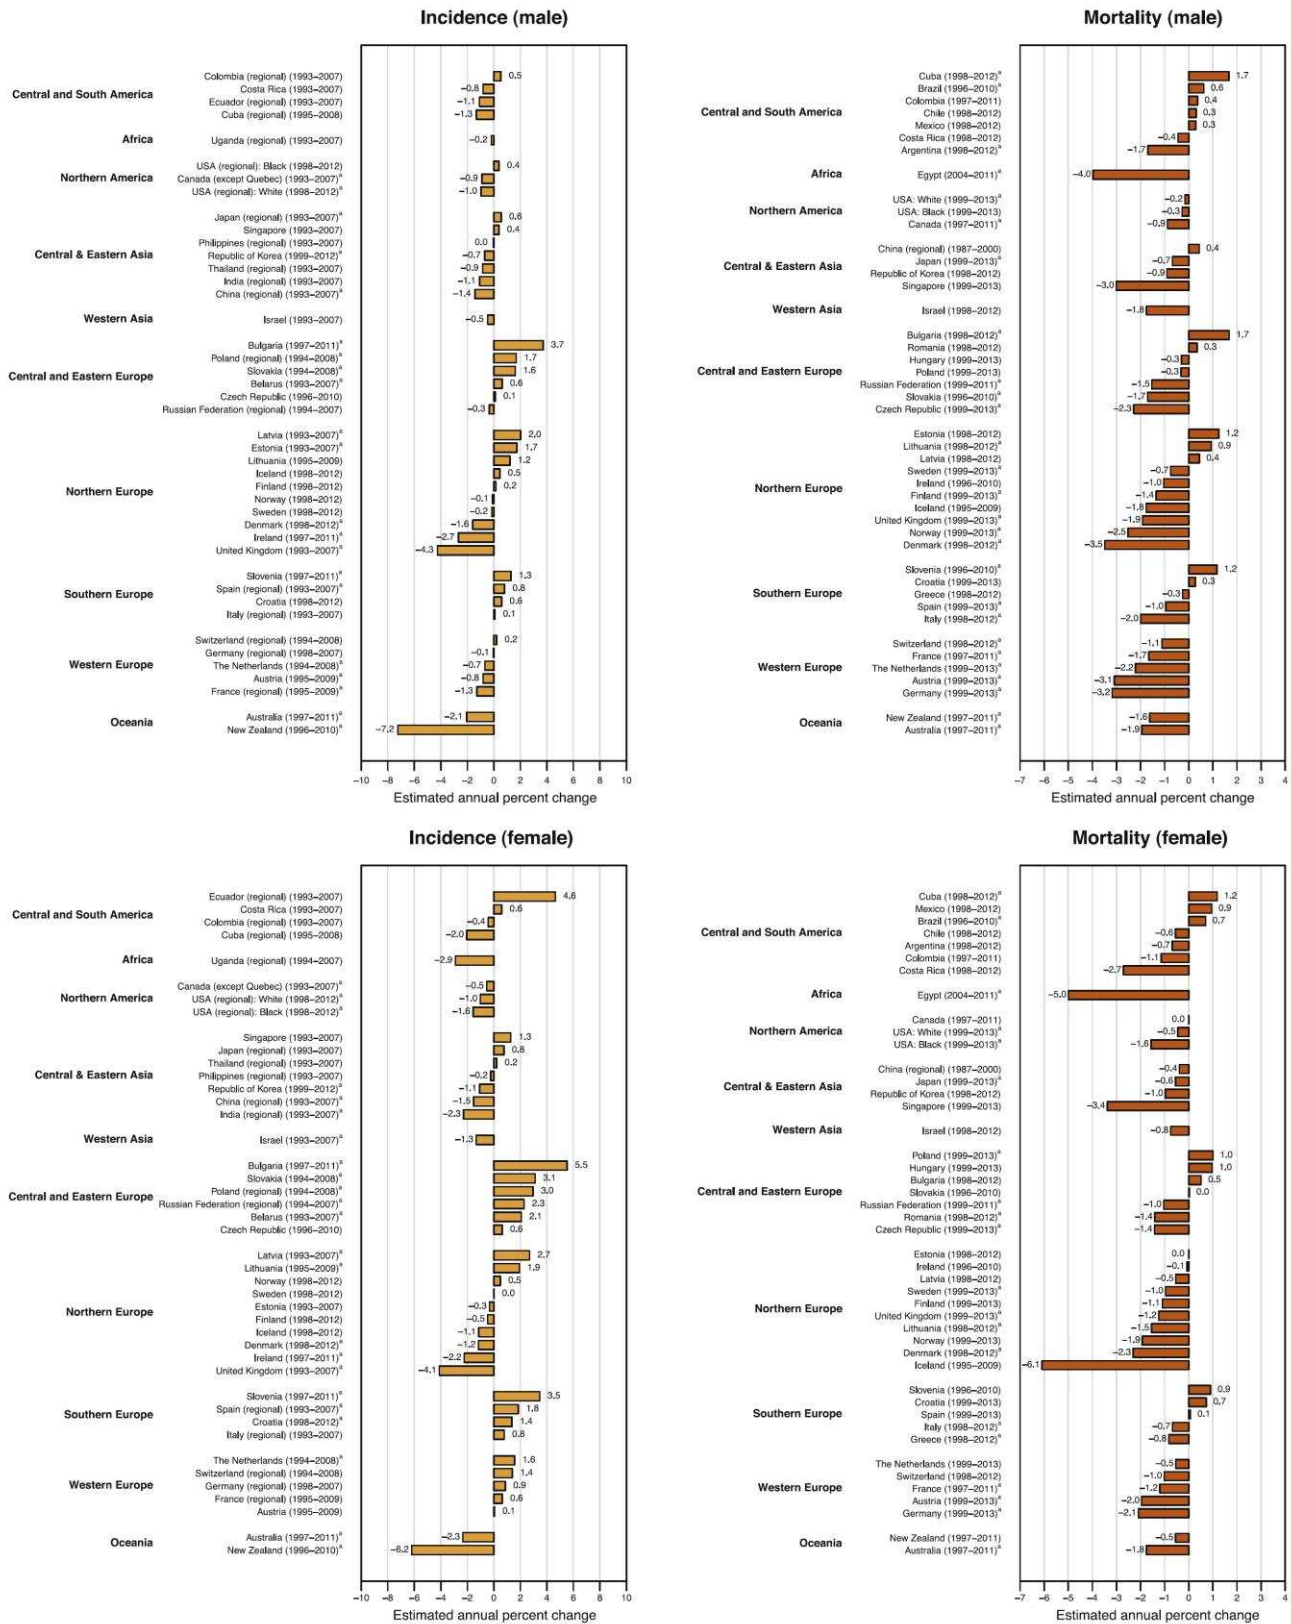 Incidence (male)
Central and South America
Colombia (regional) (1993–2007) 0.5
Costa Rica (1993–2007) −0.8
Ecuador (regional) (1993–2007) −1.1
Cuba (regional) (1995–2008) −1.3
Africa
Uganda (regional) (1993–2007) −0.2
Northern America
USA (regional): Black (1998–2012) 0.4
Canada (except Quebec) (1993–2007)ᵃ −0.9
USA (regional): White (1998–2012)ᵃ −1.0
Central & Eastern Asia
Japan (regional) (1993–2007)ᵃ 0.6
Singapore (1993–2007) 0.4
Philippines (regional) (1993–2007) 0.0
Republic of Korea (1999–2012)ᵃ −0.7
Thailand (regional) (1993–2007) −0.9
India (regional) (1993–2007) −1.1
China (regional) (1993–2007)ᵃ −1.4
Western Asia
Israel (1993–2007) −0.5
Central and Eastern Europe
Bulgaria (1997–2011)ᵃ 3.7
Poland (regional) (1994–2008)ᵃ 1.7
Slovakia (1994–2008)ᵃ 1.6
Belarus (1993–2007)ᵃ 0.6
Czech Republic (1996–2010) 0.1
Russian Federation (regional) (1994–2007) −0.3
Northern Europe
Latvia (1993–2007)ᵃ 2.0
Estonia (1993–2007)ᵃ 1.7
Lithuania (1995–2009) 1.2
Iceland (1998–2012) 0.5
Finland (1998–2012) 0.2
Norway (1998–2012) −0.1
Sweden (1998–2012) −0.2
Denmark (1998–2012)ᵃ −1.6
Ireland (1997–2011)ᵃ −2.7
United Kingdom (1993–2007)ᵃ −4.3
Southern Europe
Slovenia (1997–2011)ᵃ 1.3
Spain (regional) (1993–2007)ᵃ 0.8
Croatia (1998–2012) 0.6
Italy (regional) (1993–2007) 0.1
Western Europe
Switzerland (regional) (1994–2008) 0.2
Germany (regional) (1998–2007) −0.1
The Netherlands (1994–2008)ᵃ −0.7
Austria (1995–2009)ᵃ −0.8
France (regional) (1995–2009)ᵃ −1.3
Oceania
Australia (1997–2011)ᵃ −2.1
New Zealand (1996–2010)ᵃ −7.2
−10 −8 −6 −4 −2 0 2 4 6 8 10
Estimated annual percent change
Mortality (male)
Central and South America
Cuba (1998–2012)ᵃ 1.7
Brazil (1996–2010)ᵃ 0.6
Colombia (1997–2011) 0.4
Chile (1998–2012) 0.3
Mexico (1998–2012) 0.3
Costa Rica (1998–2012) −0.4
Argentina (1998–2012)ᵃ −1.7
Africa
Egypt (2004–2011)ᵃ −4.0
Northern America
USA: White (1999–2013)ᵃ −0.2
USA: Black (1999–2013) −0.3
Canada (1997–2011)ᵃ −0.9
Central & Eastern Asia
China (regional) (1987–2000) 0.4
Japan (1999–2013)ᵃ −0.7
Republic of Korea (1998–2012) −0.9
Singapore (1999–2013) −3.0
Western Asia
Israel (1998–2012) −1.8
Central and Eastern Europe
Bulgaria (1998–2012)ᵃ 1.7
Romania (1998–2012) 0.3
Hungary (1999–2013) −0.3
Poland (1999–2013) −0.3
Russian Federation (1999–2011)ᵃ −1.5
Slovakia (1996–2010)ᵃ −1.7
Czech Republic (1999–2013)ᵃ −2.3
Northern Europe
Estonia (1998–2012) 1.2
Lithuania (1998–2012)ᵃ 0.9
Latvia (1998–2012) 0.4
Sweden (1999–2013)ᵃ −0.7
Ireland (1996–2010) −1.0
Finland (1999–2013)ᵃ −1.4
Iceland (1995–2009) −1.8
United Kingdom (1999–2013)ᵃ −1.9
Norway (1999–2013)ᵃ −2.5
Denmark (1998–2012)ᵃ −3.5
Southern Europe
Slovenia (1996–2010)ᵃ 1.2
Croatia (1999–2013) 0.3
Greece (1998–2012) −0.3
Spain (1999–2013)ᵃ −1.0
Italy (1998–2012)ᵃ −2.0
Western Europe
Switzerland (1998–2012)ᵃ −1.1
France (1997–2011)ᵃ −1.7
The Netherlands (1999–2013)ᵃ −2.2
Austria (1999–2013)ᵃ −3.1
Germany (1999–2013)ᵃ −3.2
Oceania
New Zealand (1997–2011)ᵃ −1.6
Australia (1997–2011)ᵃ −1.9
−7 −6 −5 −4 −3 −2 −1 0 1 2 3 4
Estimated annual percent change
Incidence (female)
Central and South America
Ecuador (regional) (1993–2007) 4.6
Costa Rica (1993–2007) 0.6
Colombia (regional) (1993–2007) −0.4
Cuba (regional) (1995–2008) −2.0
Africa
Uganda (regional) (1994–2007) −2.9
Northern America
Canada (except Quebec) (1993–2007)ᵃ −0.5
USA (regional): White (1998–2012)ᵃ −1.0
USA (regional): Black (1998–2012)ᵃ −1.6
Central & Eastern Asia
Singapore (1993–2007) 1.3
Japan (regional) (1993–2007) 0.8
Thailand (regional) (1993–2007) 0.2
Philippines (regional) (1993–2007) −0.2
Republic of Korea (1999–2012)ᵃ −1.1
China (regional) (1993–2007)ᵃ −1.5
India (regional) (1993–2007)ᵃ −2.3
Western Asia
Israel (1993–2007)ᵃ −1.3
Central and Eastern Europe
Bulgaria (1997–2011)ᵃ 5.5
Slovakia (1994–2008)ᵃ 3.1
Poland (regional) (1994–2008)ᵃ 3.0
Russian Federation (regional) (1994–2007)ᵃ 2.3
Belarus (1993–2007)ᵃ 2.1
Czech Republic (1996–2010) 0.6
Northern Europe
Latvia (1993–2007)ᵃ 2.7
Lithuania (1995–2009)ᵃ 1.9
Norway (1998–2012) 0.5
Sweden (1998–2012) 0.0
Estonia (1993–2007) −0.3
Finland (1998–2012) −0.5
Iceland (1998–2012) −1.1
Denmark (1998–2012)ᵃ −1.2
Ireland (1997–2011)ᵃ −2.2
United Kingdom (1993–2007)ᵃ −4.1
Southern Europe
Slovenia (1997–2011)ᵃ 3.5
Spain (regional) (1993–2007)ᵃ 1.8
Croatia (1998–2012)ᵃ 1.4
Italy (regional) (1993–2007) 0.8
Western Europe
The Netherlands (1994–2008)ᵃ 1.6
Switzerland (regional) (1994–2008) 1.4
Germany (regional) (1998–2007) 0.9
France (regional) (1995–2009) 0.6
Austria (1995–2009) 0.1
Oceania
Australia (1997–2011)ᵃ −2.3
New Zealand (1996–2010)ᵃ −6.2
−10 −8 −6 −4 −2 0 2 4 6 8 10
Estimated annual percent change
Mortality (female)
Central and South America
Cuba (1998–2012)ᵃ 1.2
Mexico (1998–2012) 0.9
Brazil (1996–2010)ᵃ 0.7
Chile (1998–2012) −0.6
Argentina (1998–2012) −0.7
Colombia (1997–2011) −1.1
Costa Rica (1998–2012) −2.7
Africa
Egypt (2004–2011)ᵃ −5.0
Northern America
Canada (1997–2011) 0.0
USA: White (1999–2013)ᵃ −0.5
USA: Black (1999–2013)ᵃ −1.6
Central & Eastern Asia
China (regional) (1987–2000) −0.4
Japan (1999–2013)ᵃ −0.6
Republic of Korea (1998–2012) −1.0
Singapore (1999–2013) −3.4
Western Asia
Israel (1998–2012) −0.8
Central and Eastern Europe
Poland (1999–2013)ᵃ 1.0
Hungary (1999–2013) 1.0
Bulgaria (1998–2012) 0.5
Slovakia (1996–2010) 0.0
Russian Federation (1999–2011)ᵃ −1.0
Romania (1998–2012)ᵃ −1.4
Czech Republic (1999–2013)ᵃ −1.4
Northern Europe
Estonia (1998–2012) 0.0
Ireland (1996–2010) −0.1
Latvia (1998–2012) −0.5
Sweden (1999–2013)ᵃ −1.0
Finland (1999–2013) −1.1
United Kingdom (1999–2013)ᵃ −1.2
Lithuania (1998–2012)ᵃ −1.5
Norway (1999–2013) −1.9
Denmark (1998–2012)ᵃ −2.3
Iceland (1995–2009) −6.1
Southern Europe
Slovenia (1996–2010) 0.9
Croatia (1999–2013) 0.7
Spain (1999–2013) 0.1
Italy (1998–2012)ᵃ −0.7
Greece (1998–2012)ᵃ −0.8
Western Europe
The Netherlands (1999–2013) −0.5
Switzerland (1998–2012) −1.0
France (1997–2011)ᵃ −1.2
Austria (1999–2013)ᵃ −2.0
Germany (1999–2013)ᵃ −2.1
Oceania
New Zealand (1997–2011) −0.5
Australia (1997–2011)ᵃ −1.8
−7 −6 −5 −4 −3 −2 −1 0 1 2 3 4
Estimated annual percent change